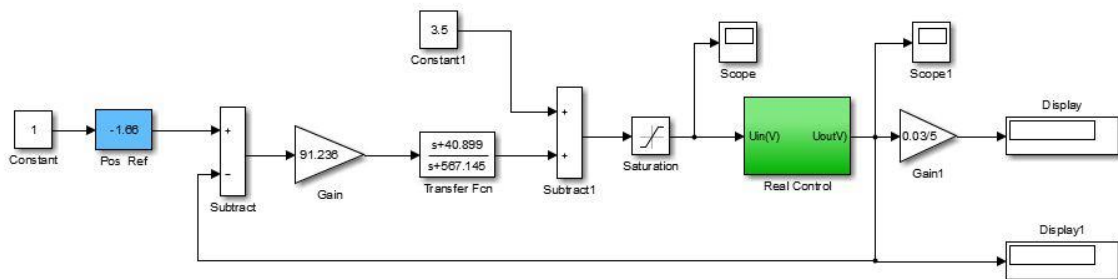 3.5
Constant1
Scope
Scope1
Display
1
Constant
-1.66
Pos Ref
+
−
Subtract
91.236
Gain
s+40.899
s+567.145
Transfer Fcn
+
+
Subtract1
Saturation
Uin(V)
UoutV)
Real Control
0.03/5
Gain1
Display1